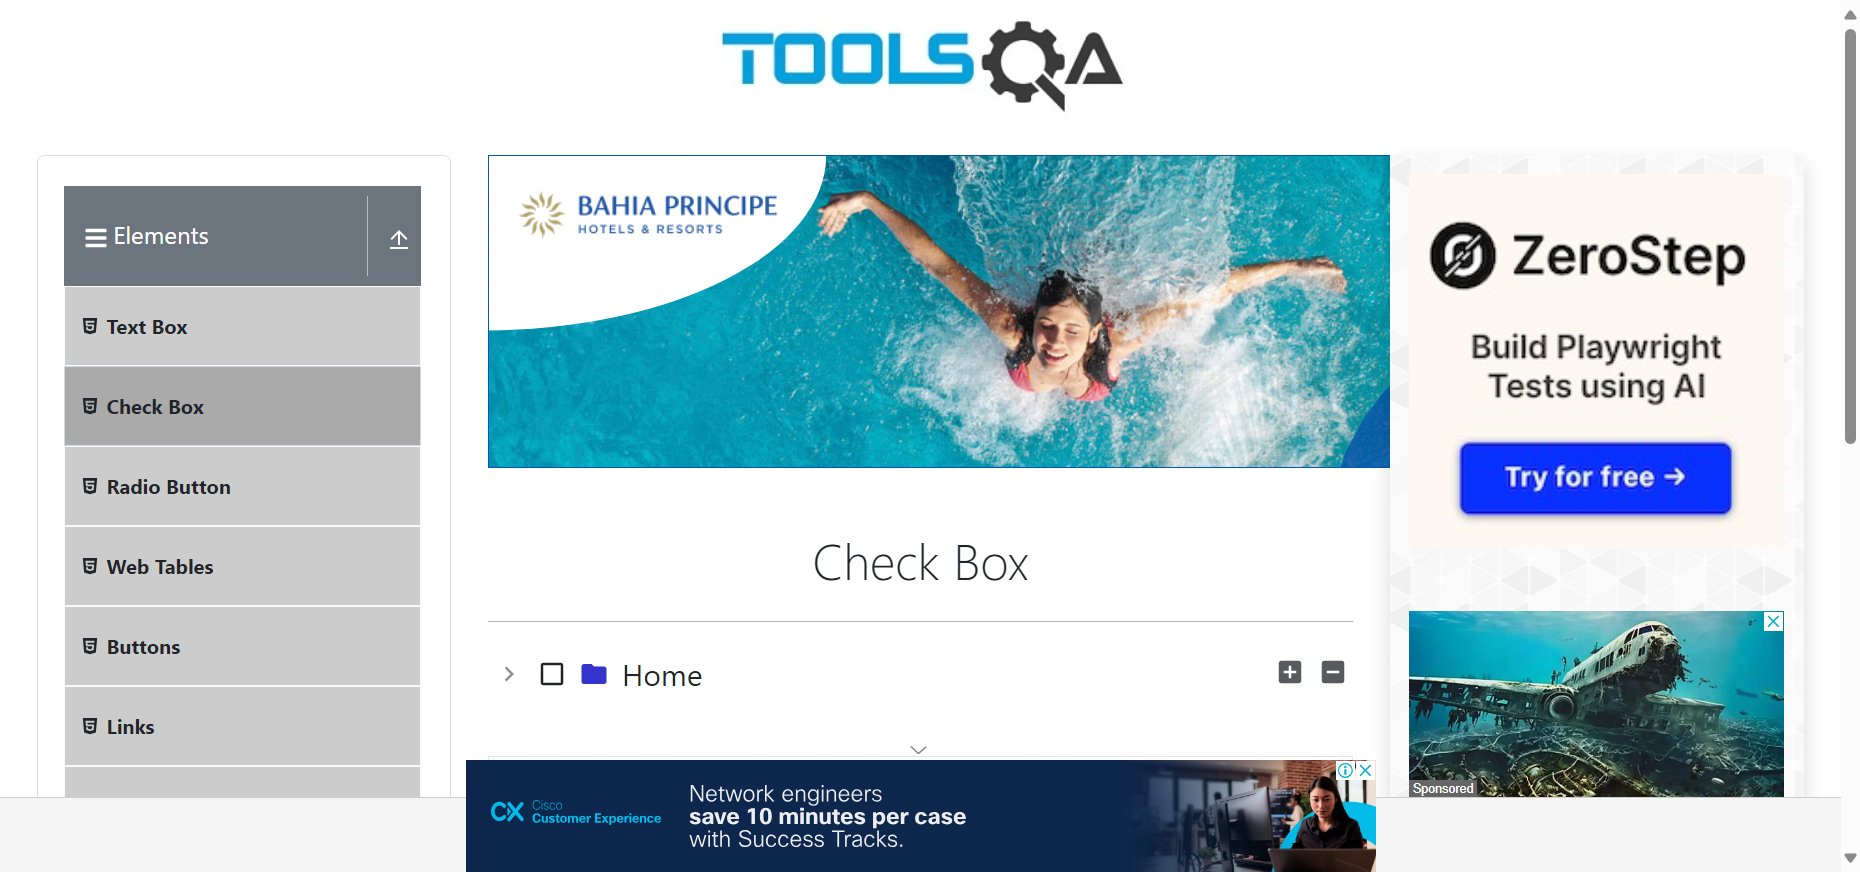 TOOLSQA
Elements
Text Box
Check Box
Radio Button
Web Tables
Buttons
Links
BAHIA PRINCIPE
HOTELS & RESORTS
Check Box
Home
CX Cisco
Customer Experience
Network engineers
save 10 minutes per case
with Success Tracks.
ZeroStep
Build Playwright
Tests using AI
Try for free →
Sponsored